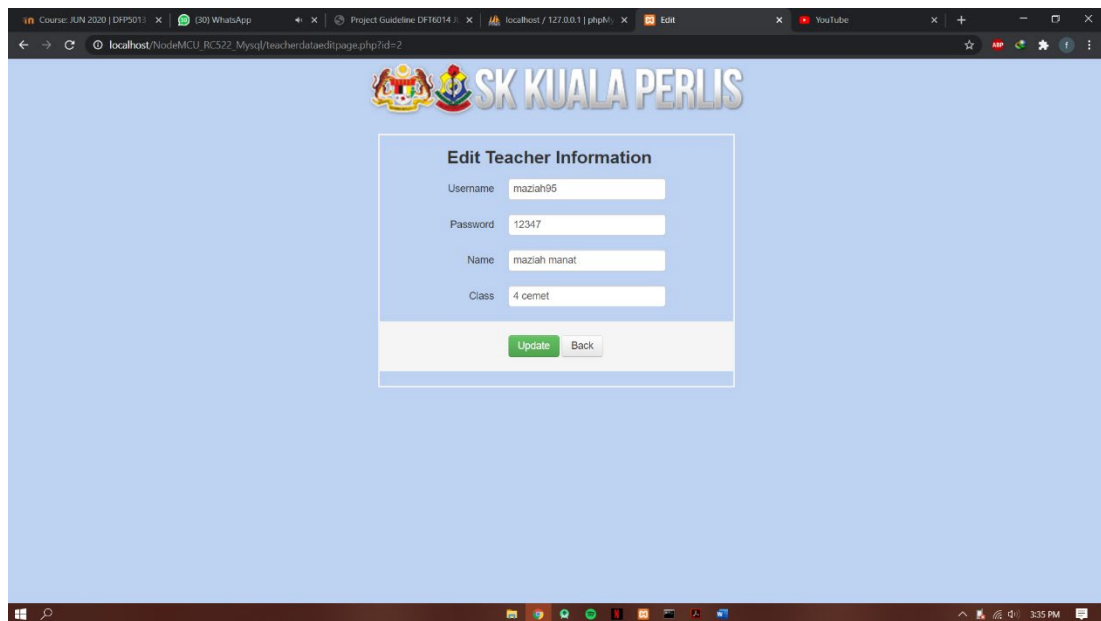 Course: JUN 2020 | DFP5013
(30) WhatsApp
Project Guideline DFT6014 J
localhost / 127.0.0.1 | phpMy
Edit
YouTube
localhost/NodeMCU_RC522_Mysql/teacherdataeditpage.php?id=2
ABP
f
SK KUALA PERLIS
Edit Teacher Information
Username maziah95
Password 12347
Name maziah manat
Class 4 cemet
Update Back
3:35 PM